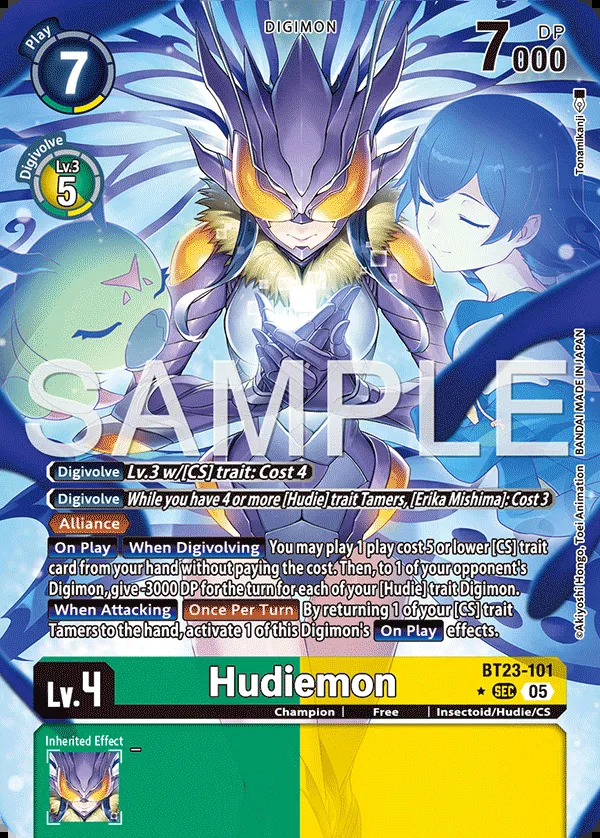 DIGIMON
Play
7
7000
DP
Digivolve
Lv.3
5
Tonamikanji
SAMPLE
Digivolve Lv.3 w/[CS] trait: Cost 4
Digivolve While you have 4 or more [Hudie] trait Tamers, [Erika Mishima]: Cost 3
Alliance
On Play When Digivolving You may play 1 play cost 5 or lower [CS] trait
card from your hand without paying the cost. Then, to 1 of your opponent's
Digimon, give -3000 DP for the turn for each of your [Hudie] trait Digimon.
When Attacking Once Per Turn By returning 1 of your [CS] trait
Tamers to the hand, activate 1 of this Digimon's On Play effects.
©Akiyoshi Hongo, Toei Animation BANDAI MADE IN JAPAN
Lv.4
Hudiemon
BT23-101
★ SEC 05
Champion | Free | Insectoid/Hudie/CS
Inherited Effect
–